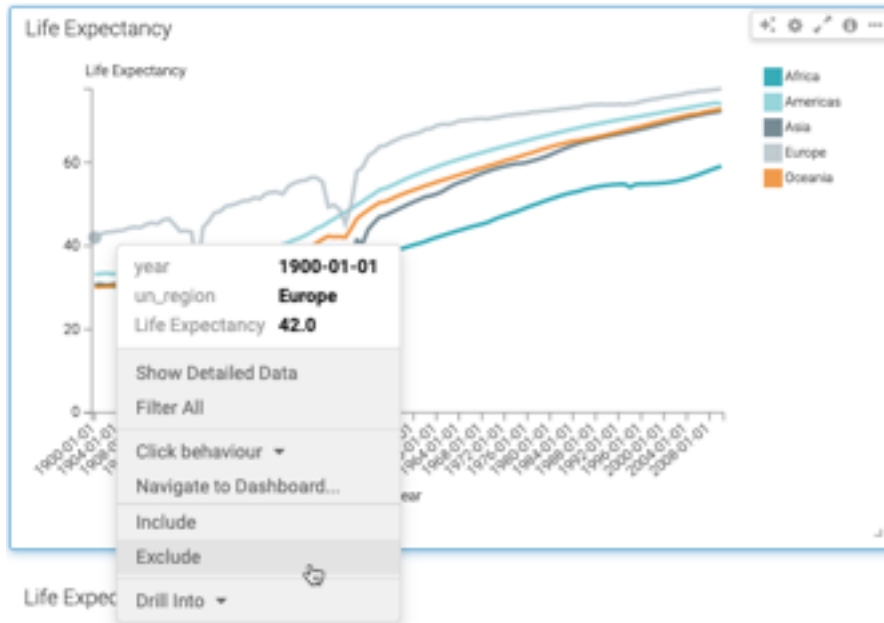 Life Expectancy
Life Expectancy
Africa
Americas
Asia
Europe
Oceania
60
40
20
0
year 1900-01-01
un_region Europe
Life Expectancy 42.0
Show Detailed Data
Filter All
Click behaviour
Navigate to Dashboard...
Include
Exclude
Drill Into
1900-01-01
1904-01-01
1964-01-01
1968-01-01
1972-01-01
1976-01-01
1980-01-01
1984-01-01
1988-01-01
1992-01-01
1996-01-01
2000-01-01
2004-01-01
2008-01-01
ear
Life Expec